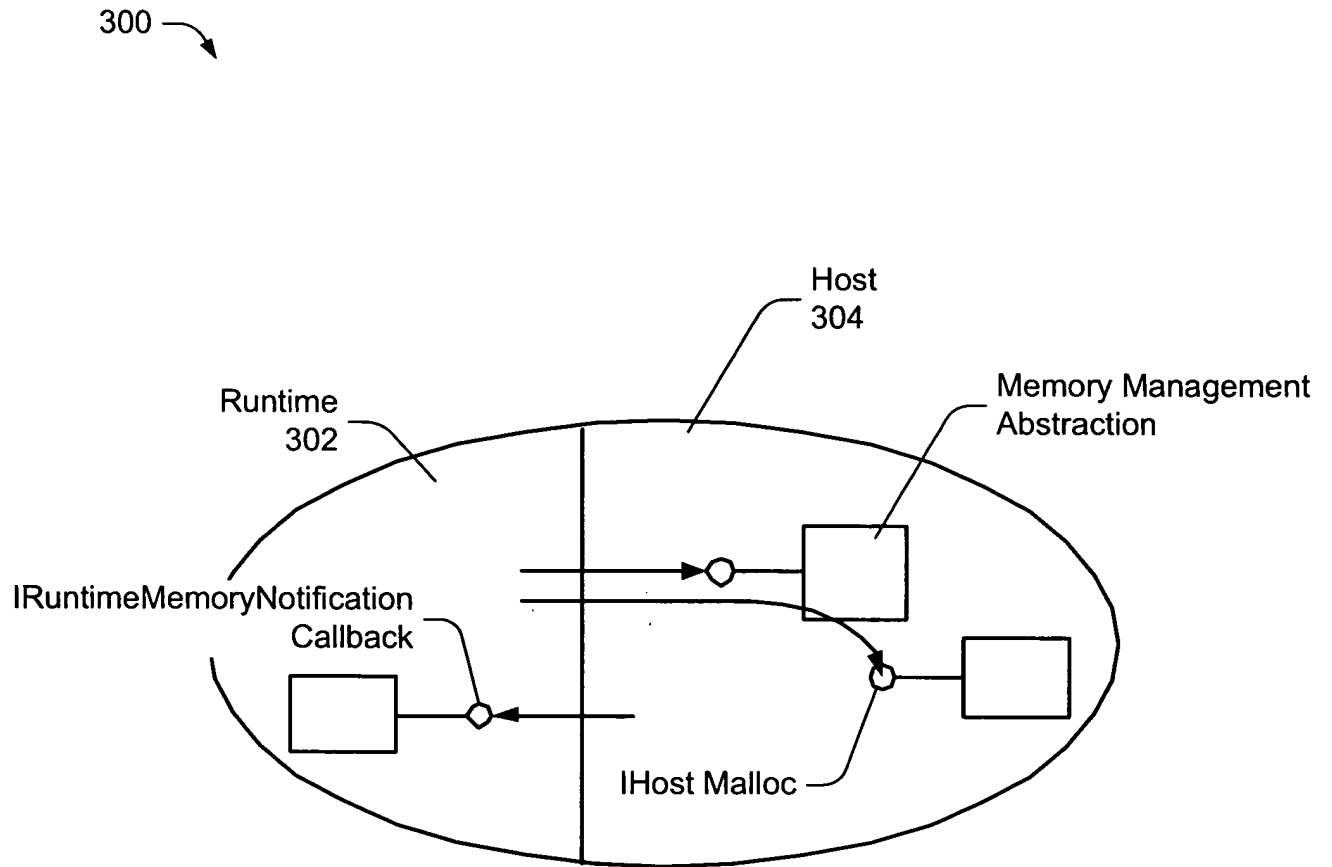 300
Host
304
Memory Management
Abstraction
Runtime
302
IRuntimeMemoryNotification
Callback
IHost Malloc